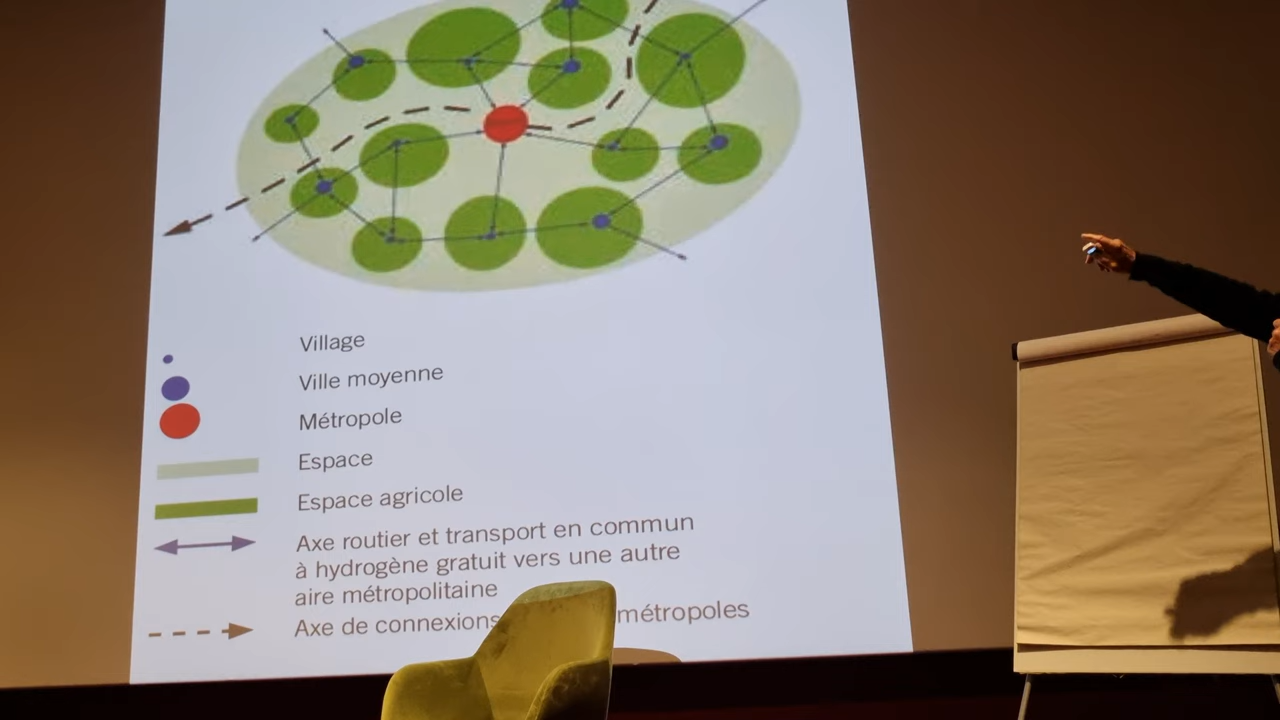 Village
Ville moyenne
Métropole
Espace
Espace agricole
Axe routier et transport en commun
à hydrogène gratuit vers une autre
aire métropolitaine
Axe de connexions métropoles